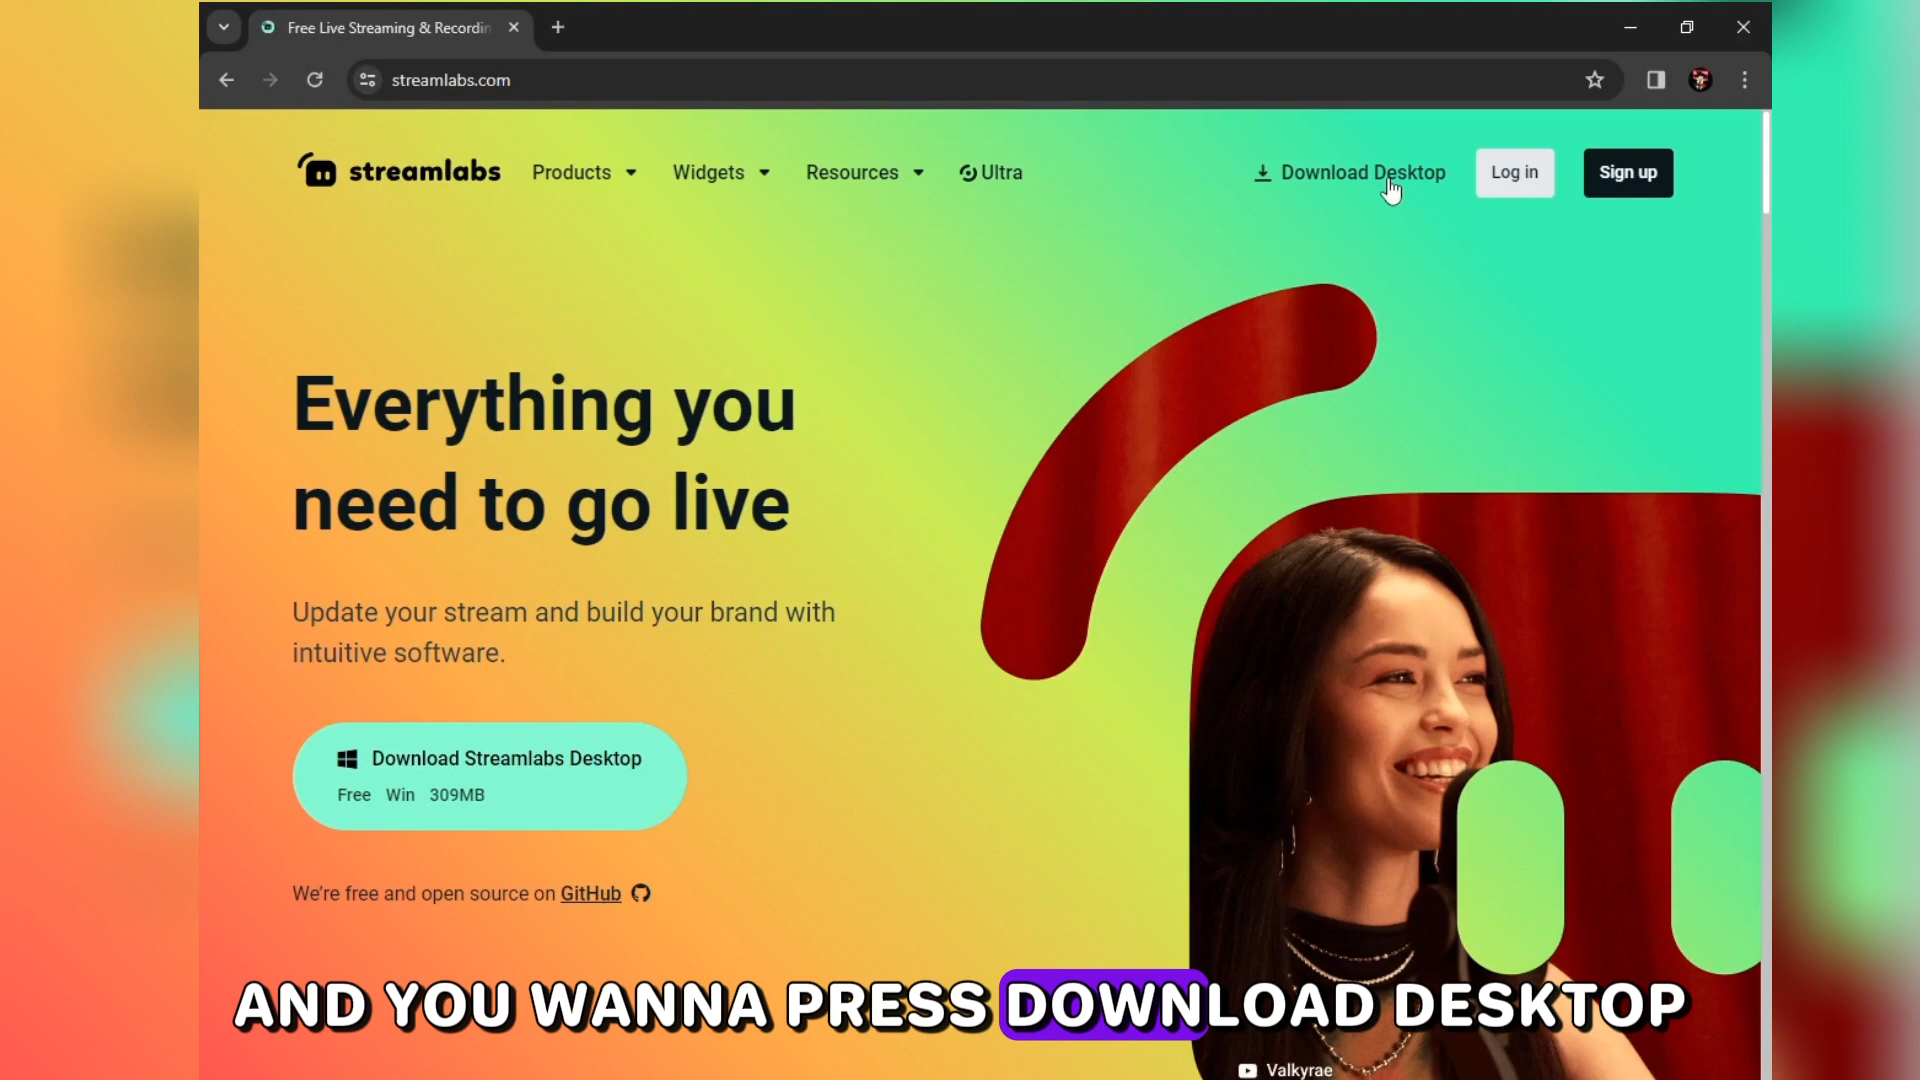 Free Live Streaming & Recordin
streamlabs.com
streamlabs Products Widgets Resources Ultra Download Desktop Log in Sign up
Everything you
need to go live
Update your stream and build your brand with
intuitive software.
Download Streamlabs Desktop
Free Win 309MB
We're free and open source on GitHub
AND YOU WANNA PRESS DOWNLOAD DESKTOP
Valkyrae